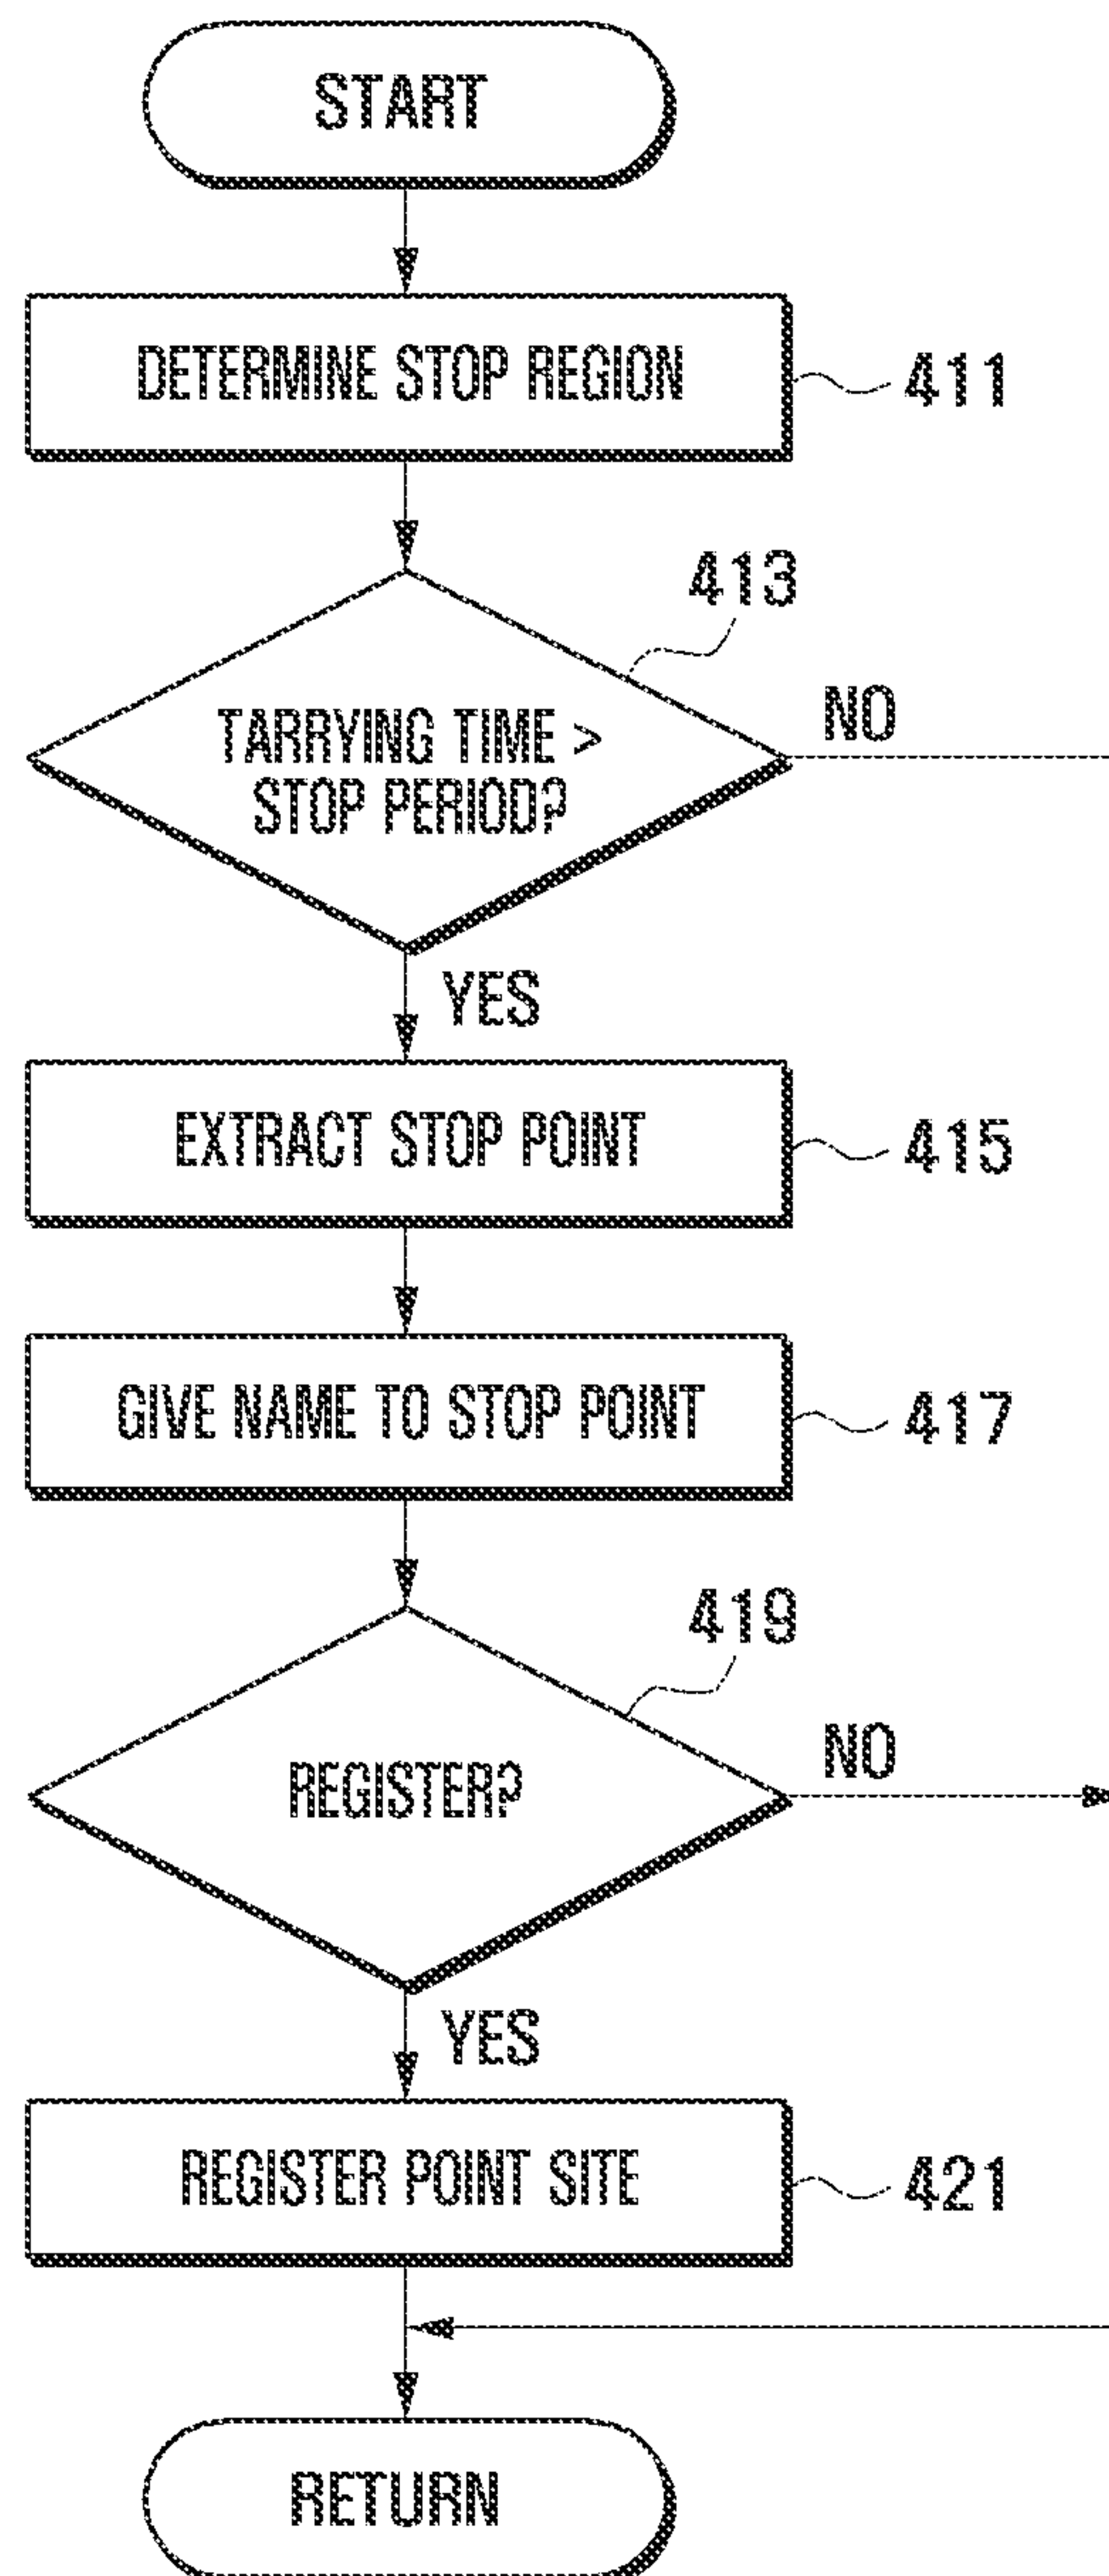 START
DETERMINE STOP REGION
411
413
TARRYING TIME >
STOP PERIOD?
NO
YES
EXTRACT STOP POINT
415
GIVE NAME TO STOP POINT
417
419
REGISTER?
NO
YES
REGISTER POINT SITE
421
RETURN